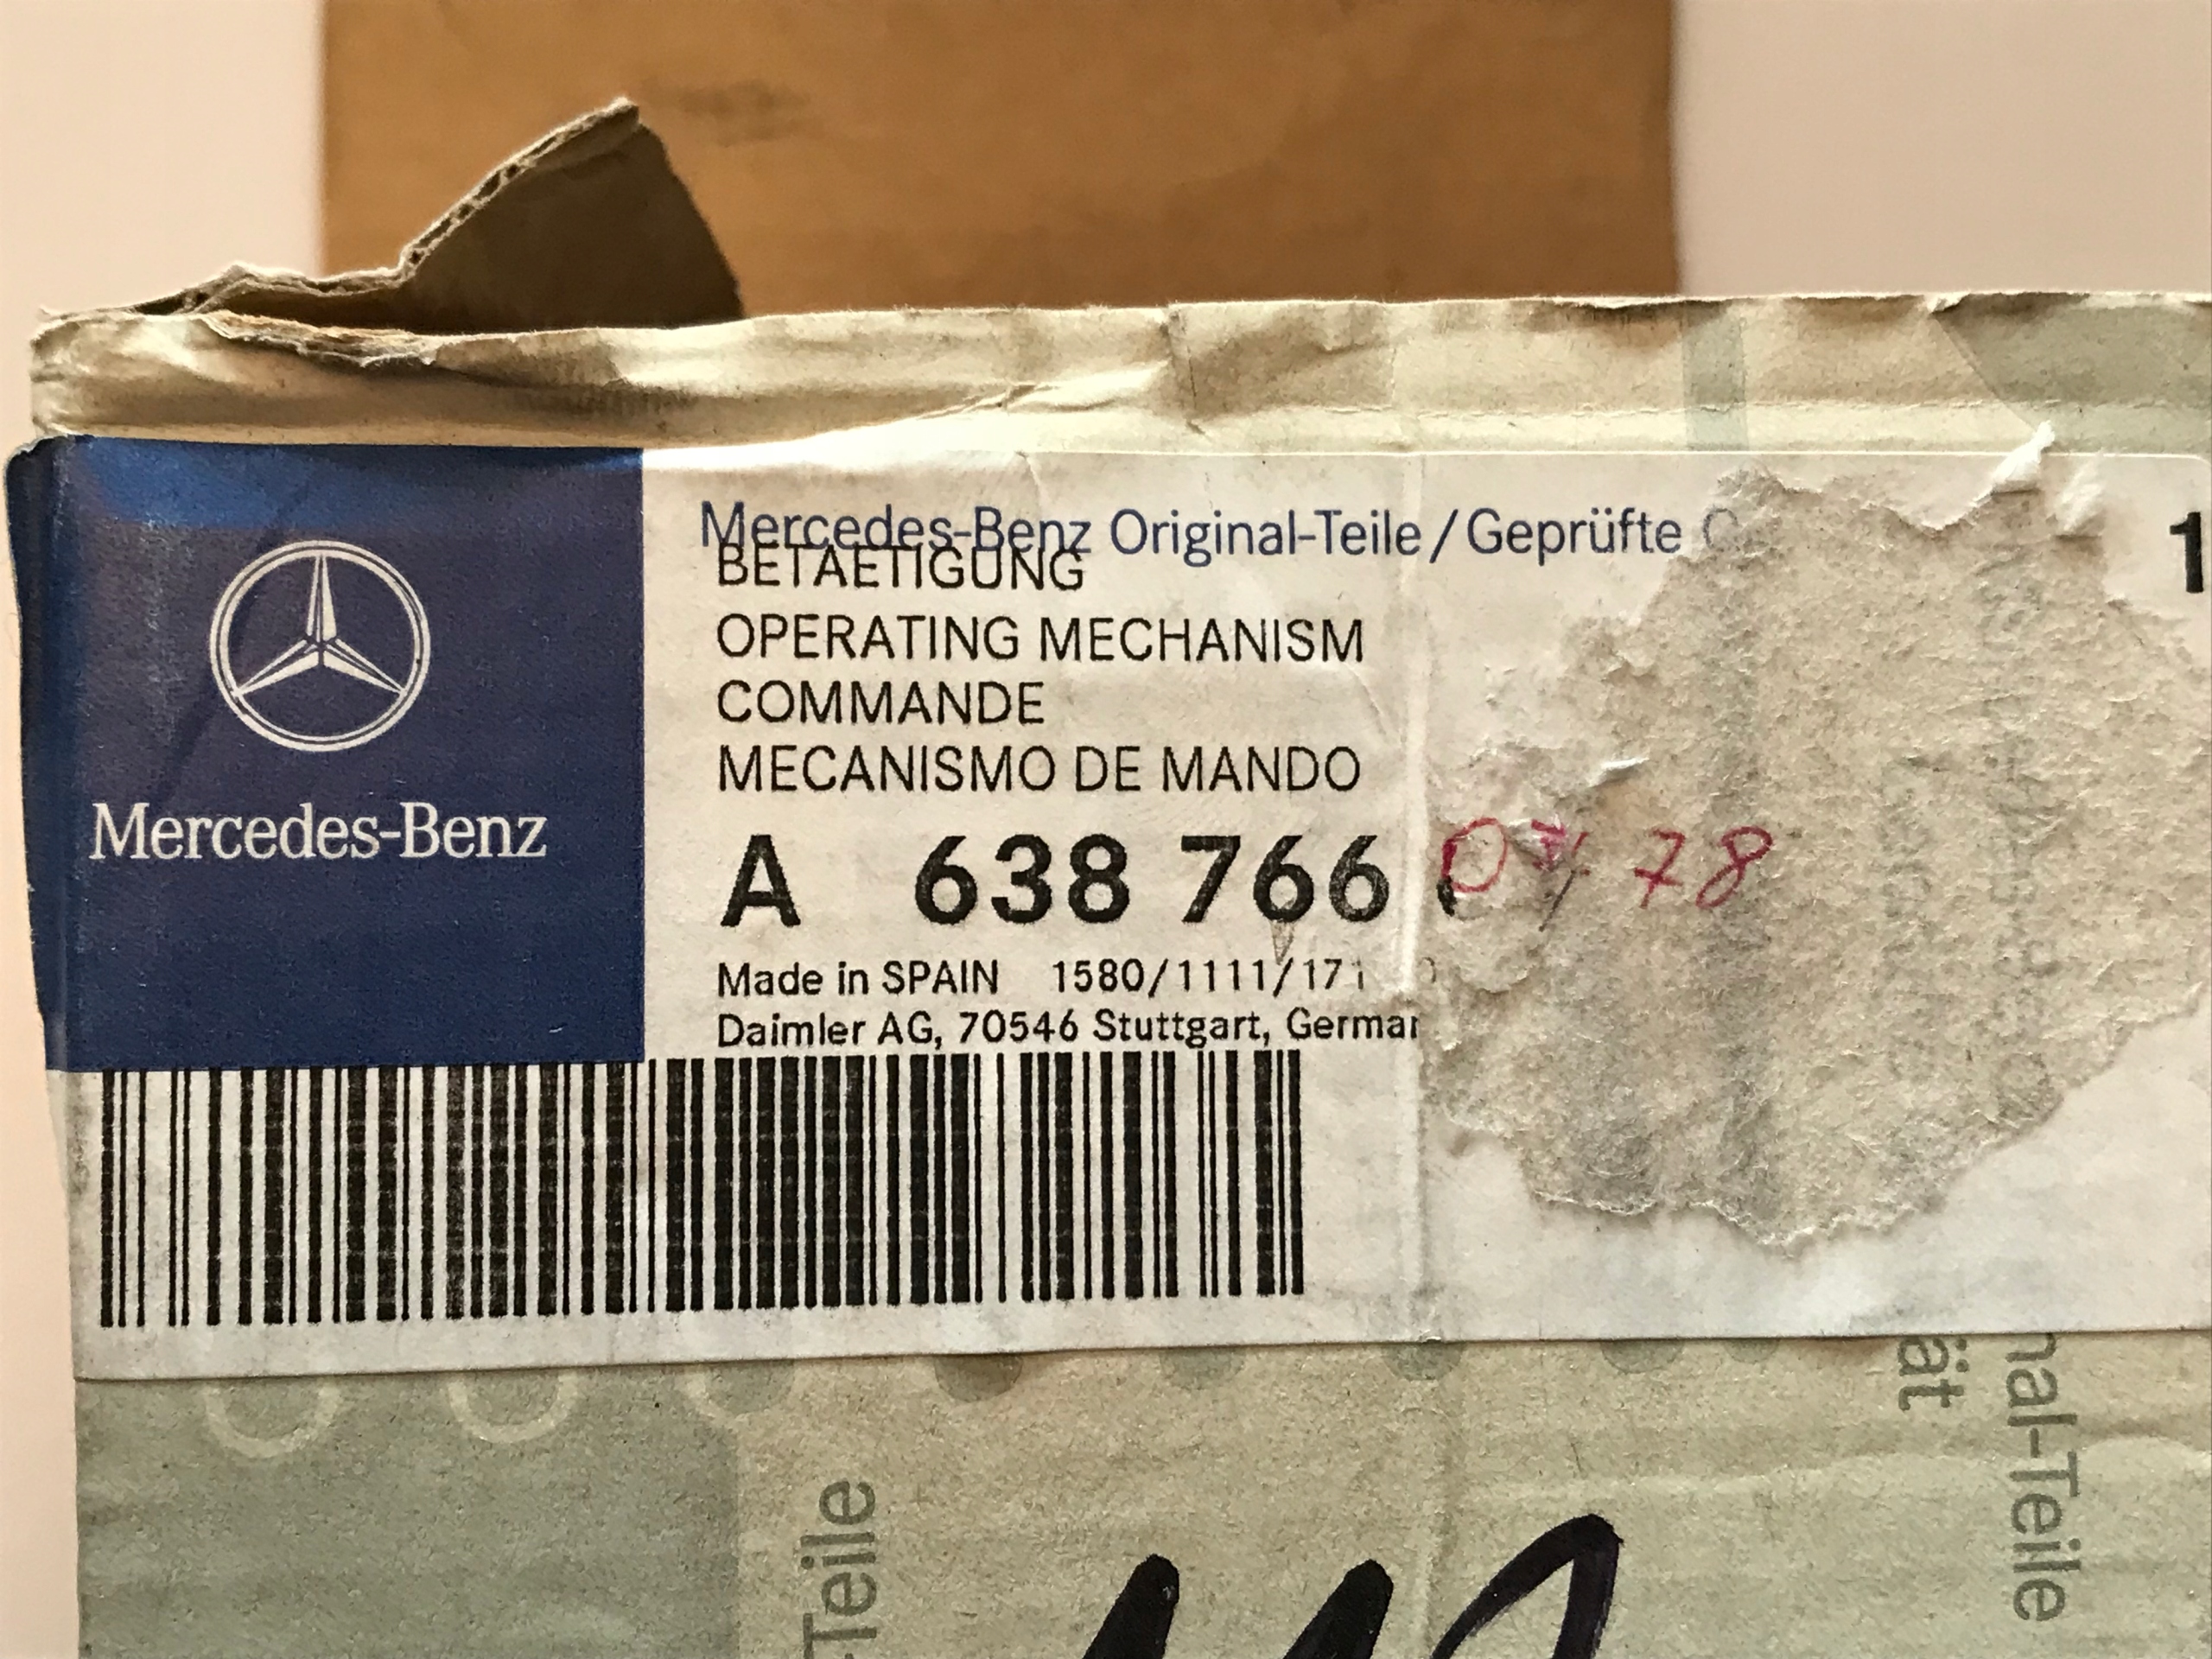 Mercedes-Benz
Mercedes-Benz Original-Teile / Geprüfte
1
BETAETIGUNG
OPERATING MECHANISM
COMMANDE
MECANISMO DE MANDO
A 638 766 78
Made in SPAIN 1580/1111/171
Daimler AG, 70546 Stuttgart, German
-Teile
ät
nal-Teile